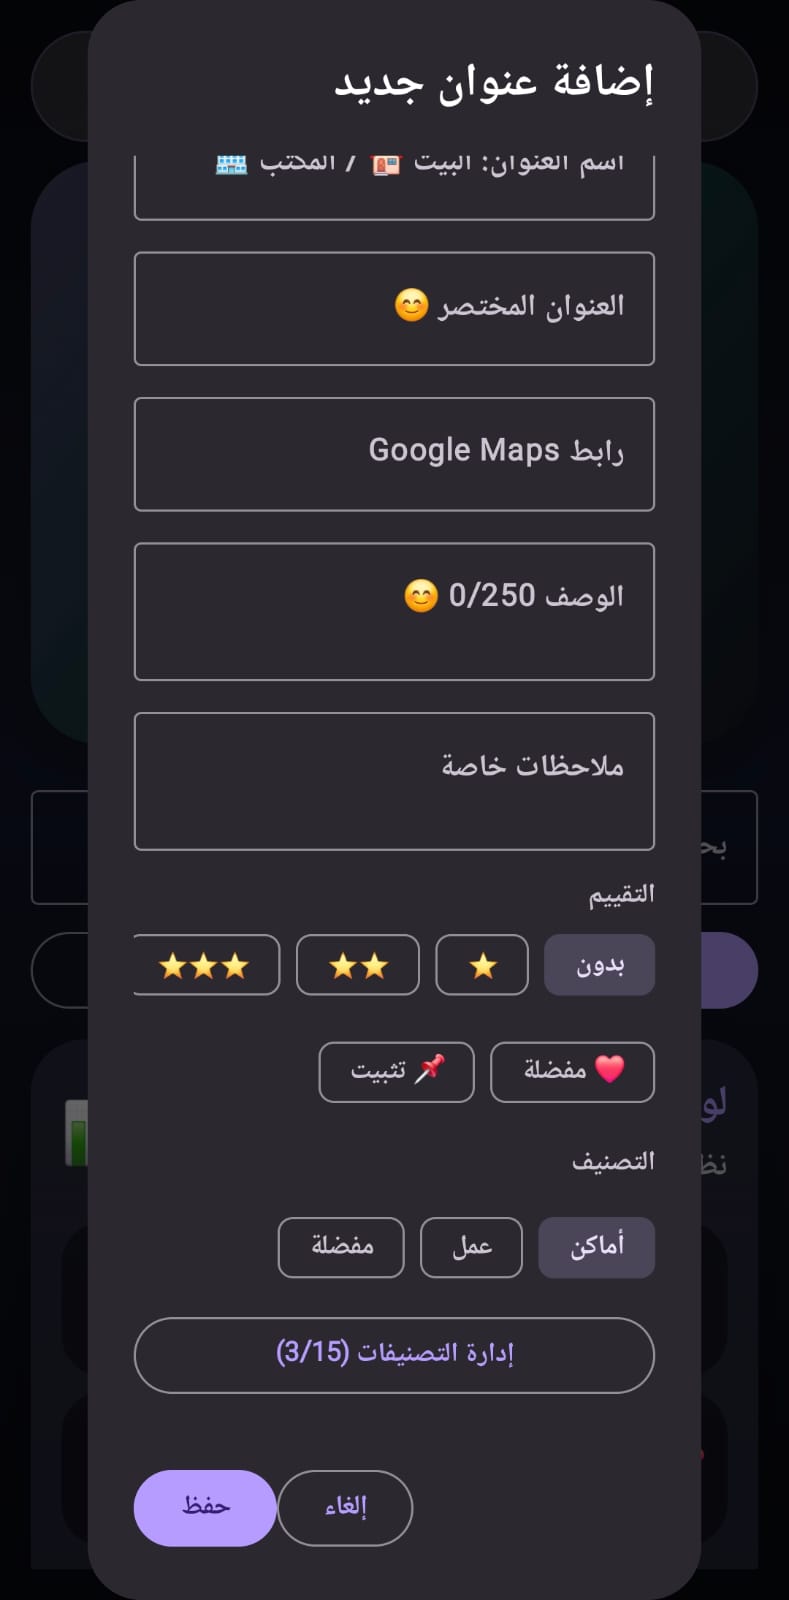 إضافة عنوان جديد
اسم العنوان: البيت 🏠 / المكتب 🏢
العنوان المختصر 😊
رابط Google Maps
الوصف 0/250 😊
ملاحظات خاصة
التقييم
بدون ⭐ ⭐⭐ ⭐⭐⭐
❤️ مفضلة 📌 تثبيت
التصنيف
أماكن عمل مفضلة
إدارة التصنيفات (3/15)
إلغاء حفظ